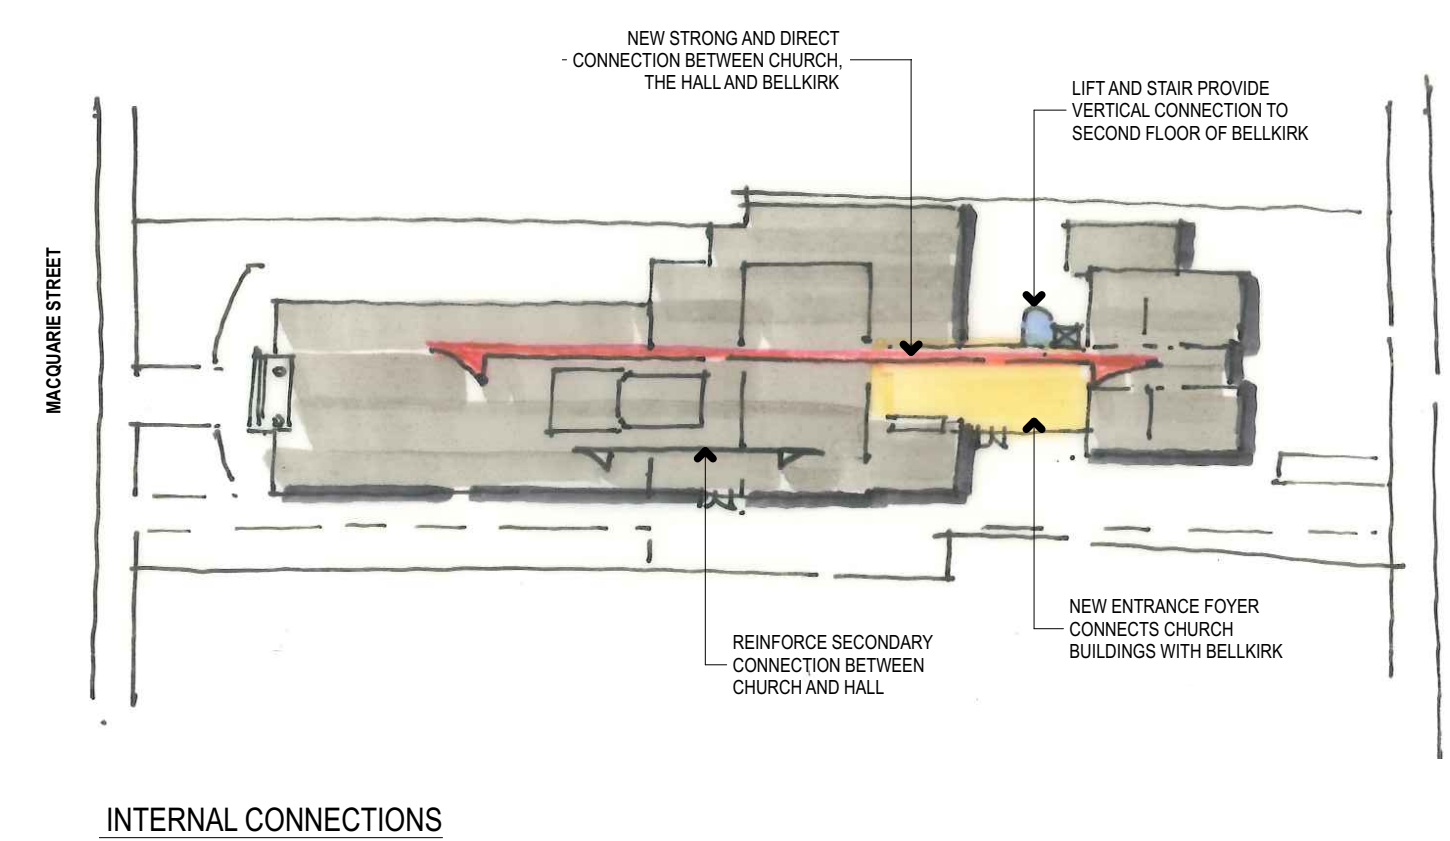 NEW STRONG AND DIRECT
- CONNECTION BETWEEN CHURCH,
THE HALL AND BELLKIRK
LIFT AND STAIR PROVIDE
VERTICAL CONNECTION TO
SECOND FLOOR OF BELLKIRK
MACQUARIE STREET
NEW ENTRANCE FOYER
CONNECTS CHURCH
BUILDINGS WITH BELLKIRK
REINFORCE SECONDARY
CONNECTION BETWEEN
CHURCH AND HALL
INTERNAL CONNECTIONS